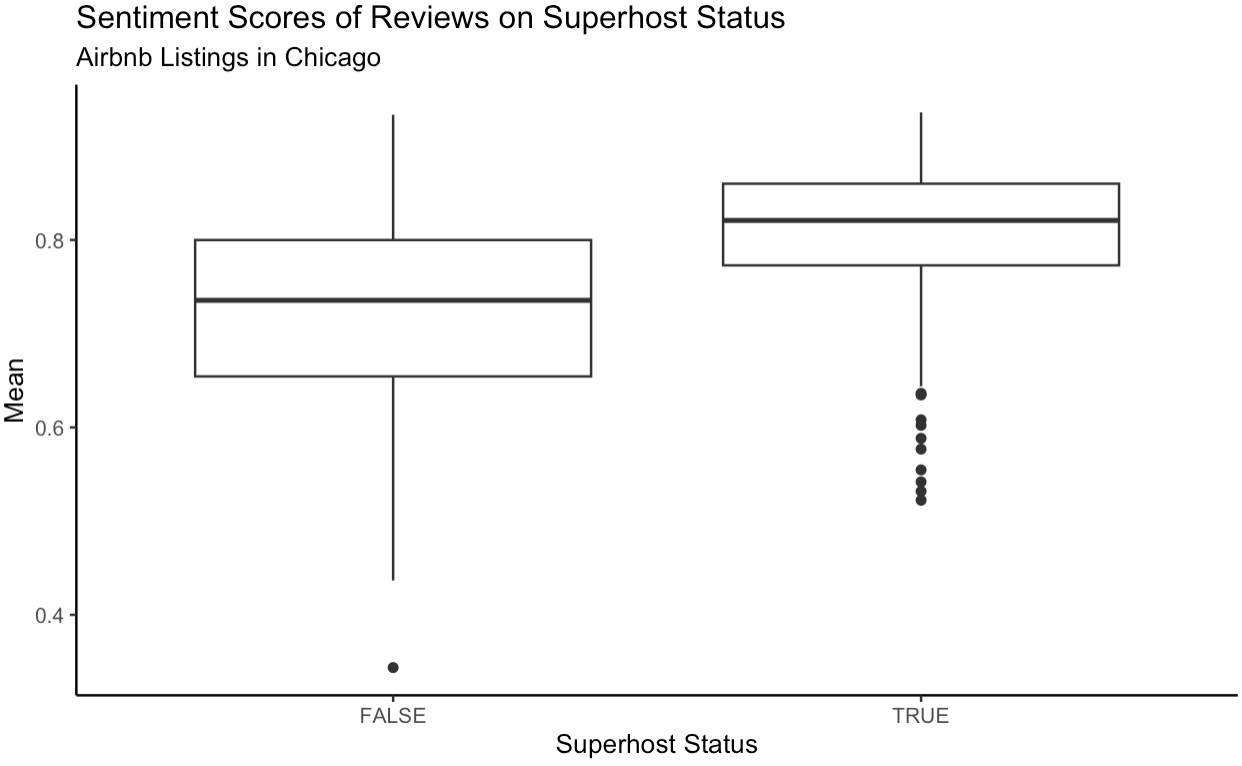 Sentiment Scores of Reviews on Superhost Status
Airbnb Listings in Chicago
Mean
0.8
0.6
0.4
FALSE
TRUE
Superhost Status